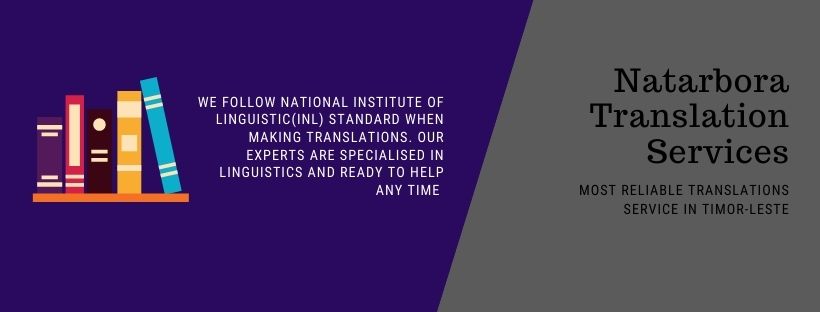 WE FOLLOW NATIONAL INSTITUTE OF
LINGUISTIC(INL) STANDARD WHEN
MAKING TRANSLATIONS. OUR
EXPERTS ARE SPECIALISED IN
LINGUISTICS AND READY TO HELP
ANY TIME
Natarbora
Translation
Services
MOST RELIABLE TRANSLATIONS
SERVICE IN TIMOR-LESTE